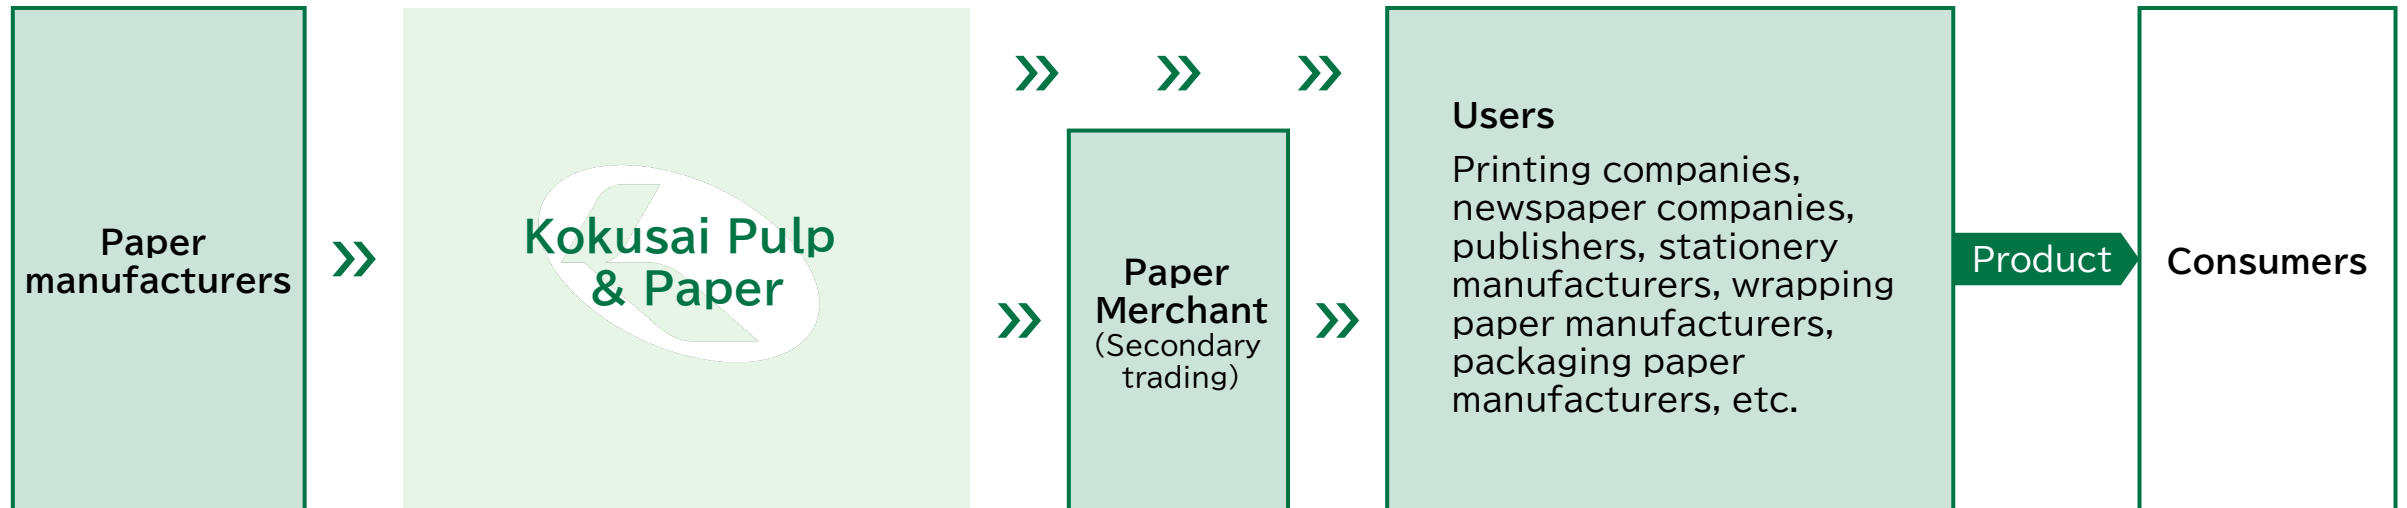 Paper
manufacturers
Kokusai Pulp
& Paper
Paper
Merchant
(Secondary
trading)
Users
Printing companies,
newspaper companies,
publishers, stationery
manufacturers, wrapping
paper manufacturers,
packaging paper
manufacturers, etc.
Product
Consumers